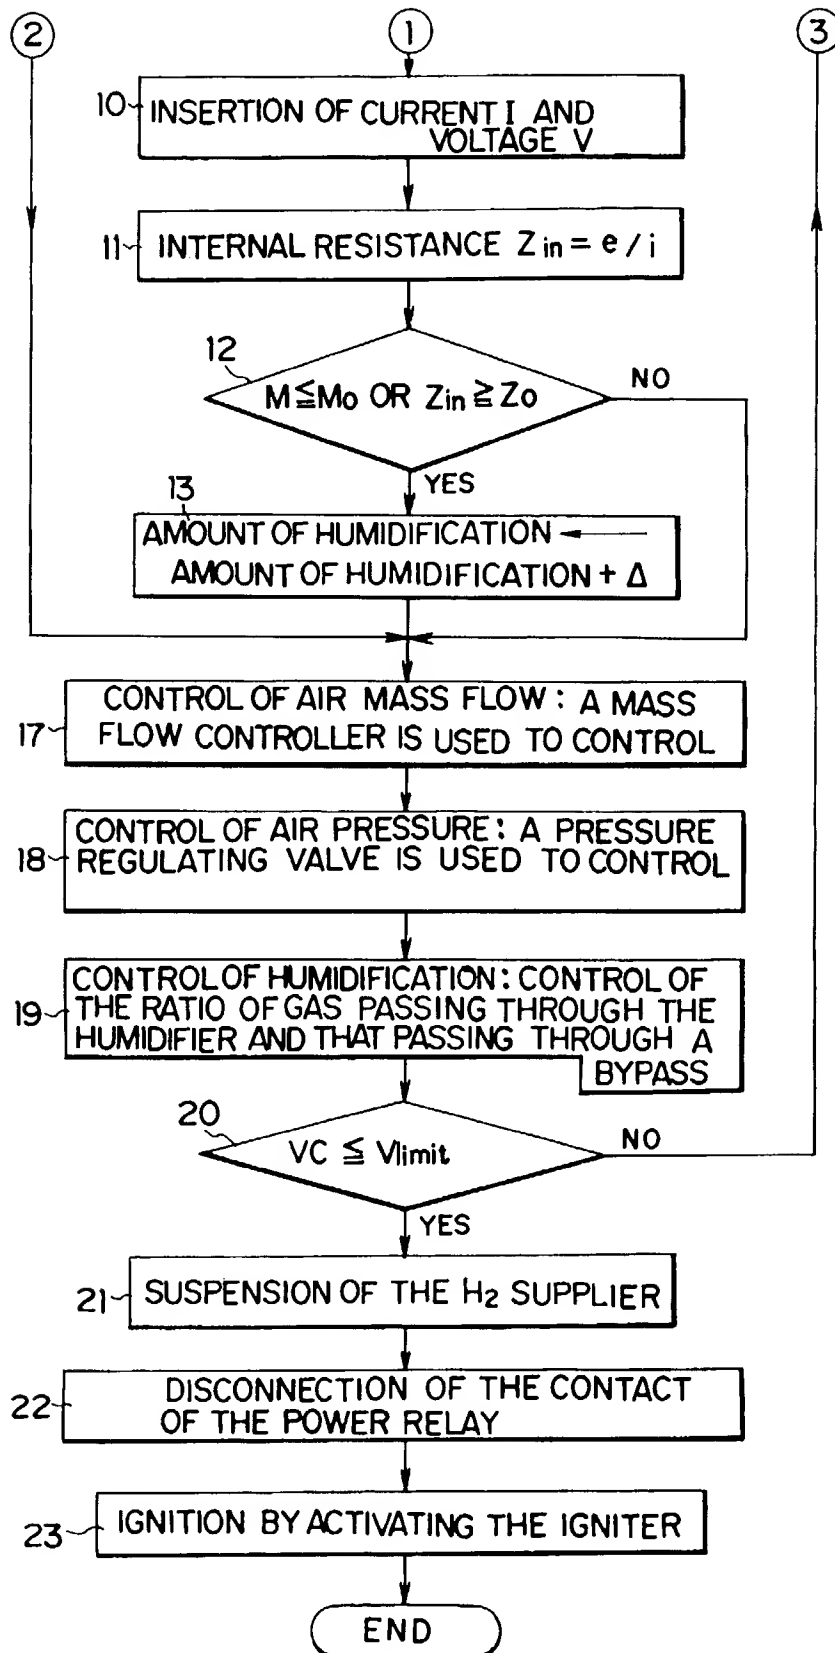 2
1
3
10
INSERTION OF CURRENT I AND
VOLTAGE V
11
INTERNAL RESISTANCE Zin = e / i
12
M≦Mo OR Zin ≧ Zo
NO
YES
13
AMOUNT OF HUMIDIFICATION ←
AMOUNT OF HUMIDIFICATION + Δ
17
CONTROL OF AIR MASS FLOW : A MASS
FLOW CONTROLLER IS USED TO CONTROL
18
CONTROL OF AIR PRESSURE : A PRESSURE
REGULATING VALVE IS USED TO CONTROL
19
CONTROL OF HUMIDIFICATION : CONTROL OF
THE RATIO OF GAS PASSING THROUGH THE
HUMIDIFIER AND THAT PASSING THROUGH A
BYPASS
20
VC ≦ Vlimit
NO
YES
21
SUSPENSION OF THE H2 SUPPLIER
22
DISCONNECTION OF THE CONTACT
OF THE POWER RELAY
23
IGNITION BY ACTIVATING THE IGNITER
END